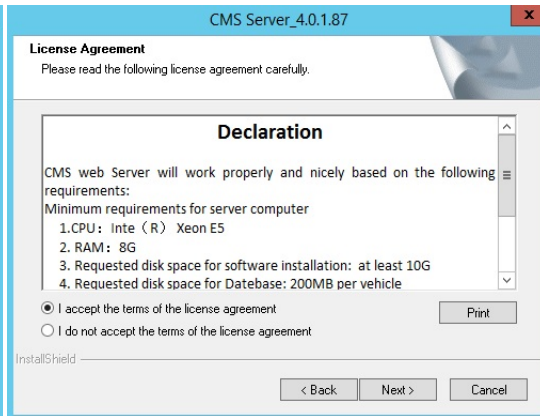 CMS Server_4.0.1.87
x
License Agreement
Please read the following license agreement carefully.
Declaration
CMS web Server will work properly and nicely based on the following
requirements:
Minimum requirements for server computer
1.CPU：Inte（R）Xeon E5
2. RAM：8G
3. Requested disk space for software installation: at least 10G
4. Requested disk space for Datebase: 200MB per vehicle
I accept the terms of the license agreement
Print
I do not accept the terms of the license agreement
InstallShield
< Back
Next >
Cancel